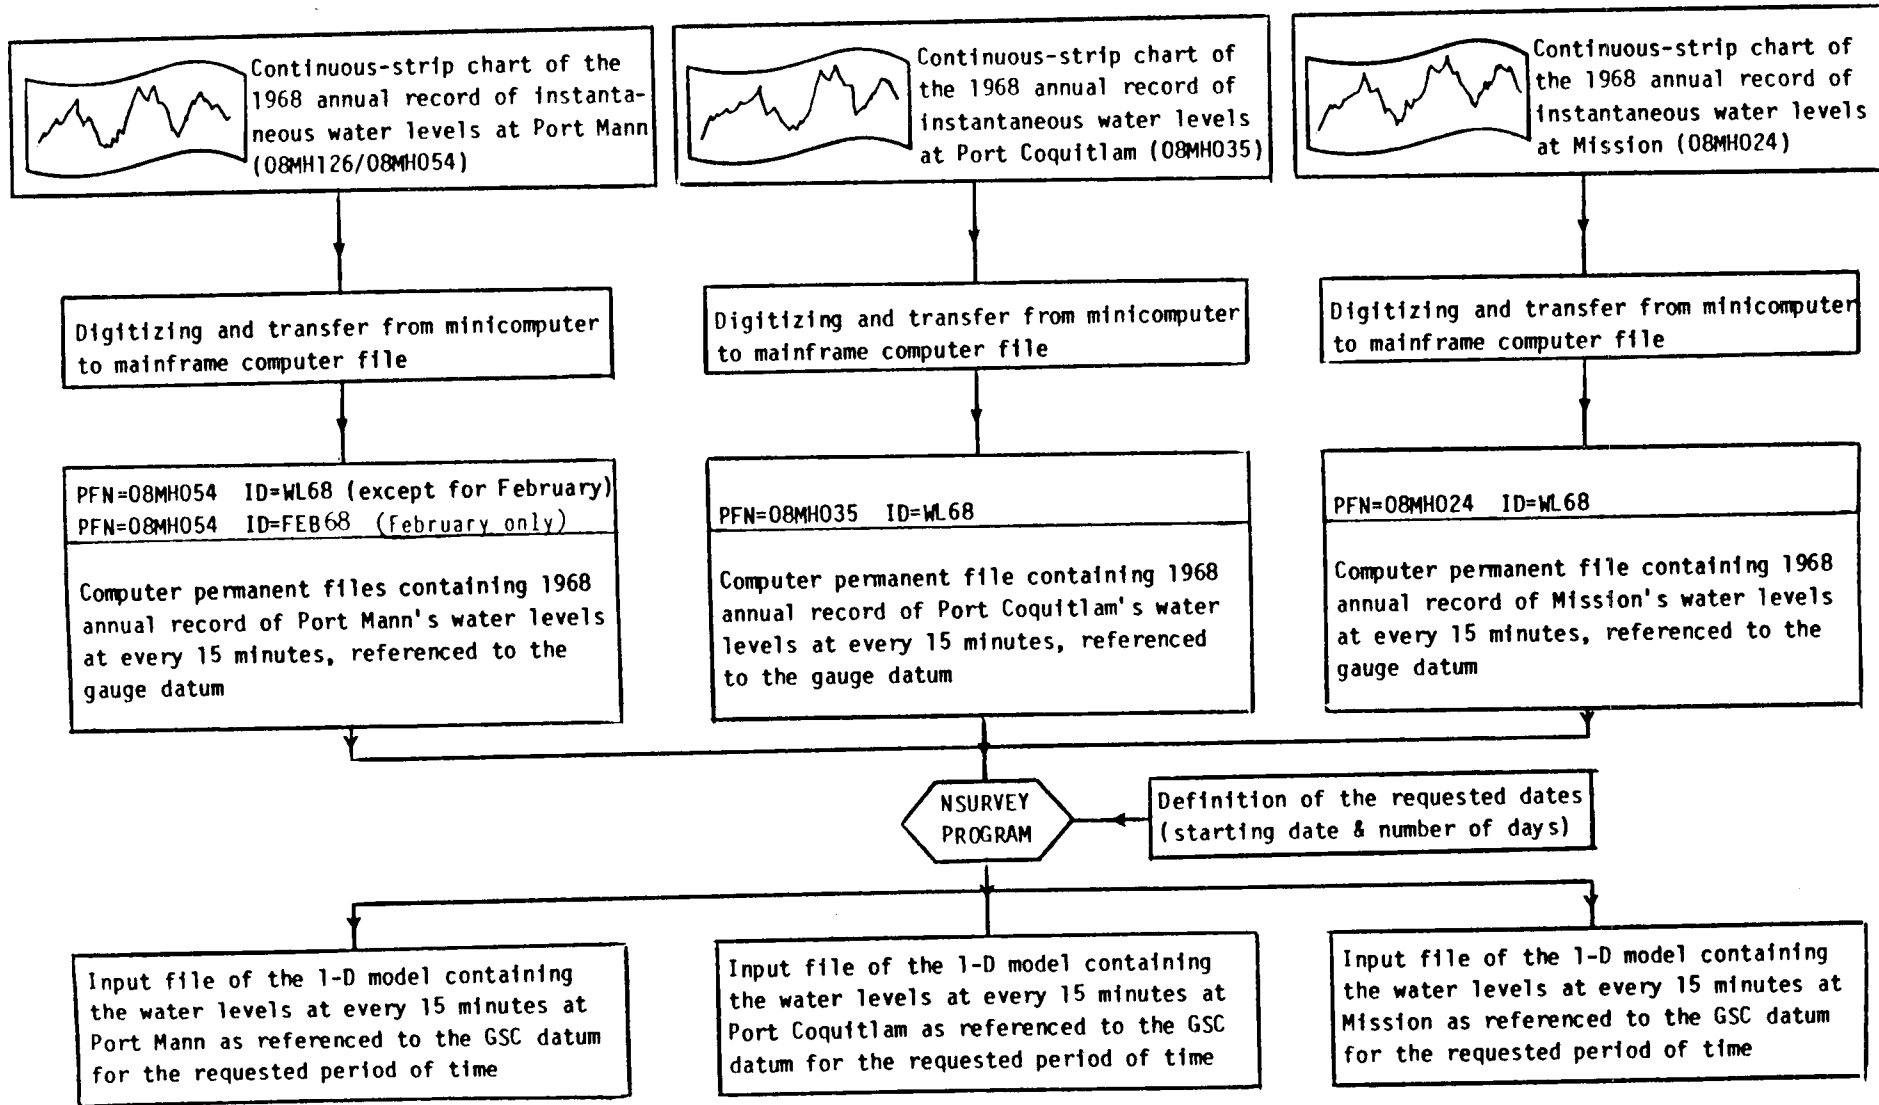 Continuous-strip chart of the
1968 annual record of instanta-
neous water levels at Port Mann
(08MH126/08MH054)
Continuous-strip chart of
the 1968 annual record of
instantaneous water levels
at Port Coquitlam (08MH035)
Continuous-strip chart of
the 1968 annual record of
instantaneous water levels
at Mission (08MH024)
Digitizing and transfer from minicomputer
to mainframe computer file
Digitizing and transfer from minicomputer
to mainframe computer file
Digitizing and transfer from minicomputer
to mainframe computer file
PFN=08MH054 ID=WL68 (except for February)
PFN=08MH054 ID=FEB68 (February only)
Computer permanent files containing 1968
annual record of Port Mann's water levels
at every 15 minutes, referenced to the
gauge datum
PFN=08MH035 ID=WL68
Computer permanent file containing 1968
annual record of Port Coquitlam's water
levels at every 15 minutes, referenced
to the gauge datum
PFN=08MH024 ID=WL68
Computer permanent file containing 1968
annual record of Mission's water levels
at every 15 minutes, referenced to the
gauge datum
NSURVEY
PROGRAM
Definition of the requested dates
(starting date & number of days)
Input file of the 1-D model containing
the water levels at every 15 minutes at
Port Mann as referenced to the GSC datum
for the requested period of time
Input file of the 1-D model containing
the water levels at every 15 minutes at
Port Coquitlam as referenced to the GSC
datum for the requested period of time
Input file of the 1-D model containing
the water levels at every 15 minutes at
Mission as referenced to the GSC datum
for the requested period of time